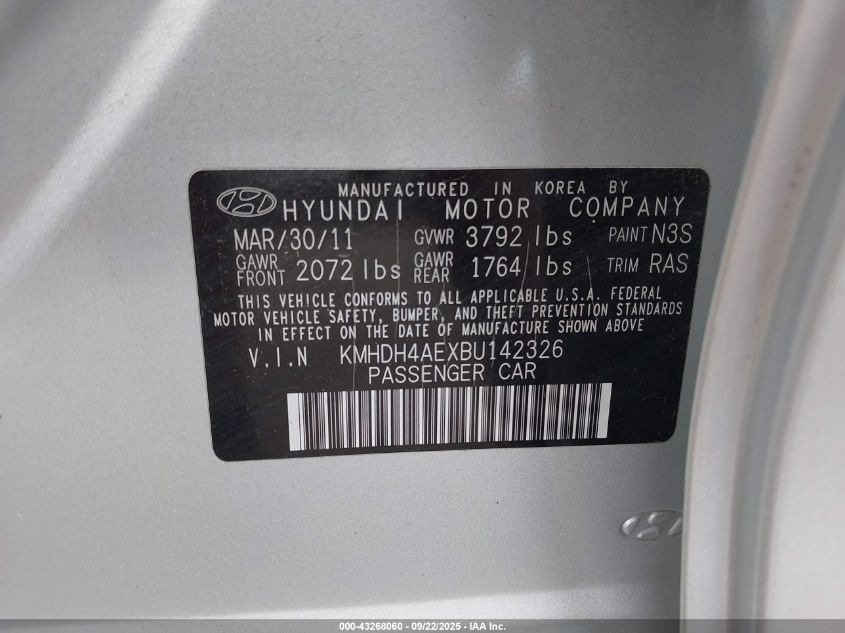 MANUFACTURED IN KOREA BY
HYUNDAI MOTOR COMPANY
MAR/30/11 GVWR 3792 lbs PAINT N3S
GAWR FRONT 2072 lbs GAWR REAR 1764 lbs TRIM RAS
THIS VEHICLE CONFORMS TO ALL APPLICABLE U.S.A. FEDERAL
MOTOR VEHICLE SAFETY, BUMPER, AND THEFT PREVENTION STANDARDS
IN EFFECT ON THE DATE OF MANUFACTURE SHOWN ABOVE
V.I.N KMHDH4AEXBU142326
PASSENGER CAR
000-43268060 - 09/22/2025 - IAA Inc.